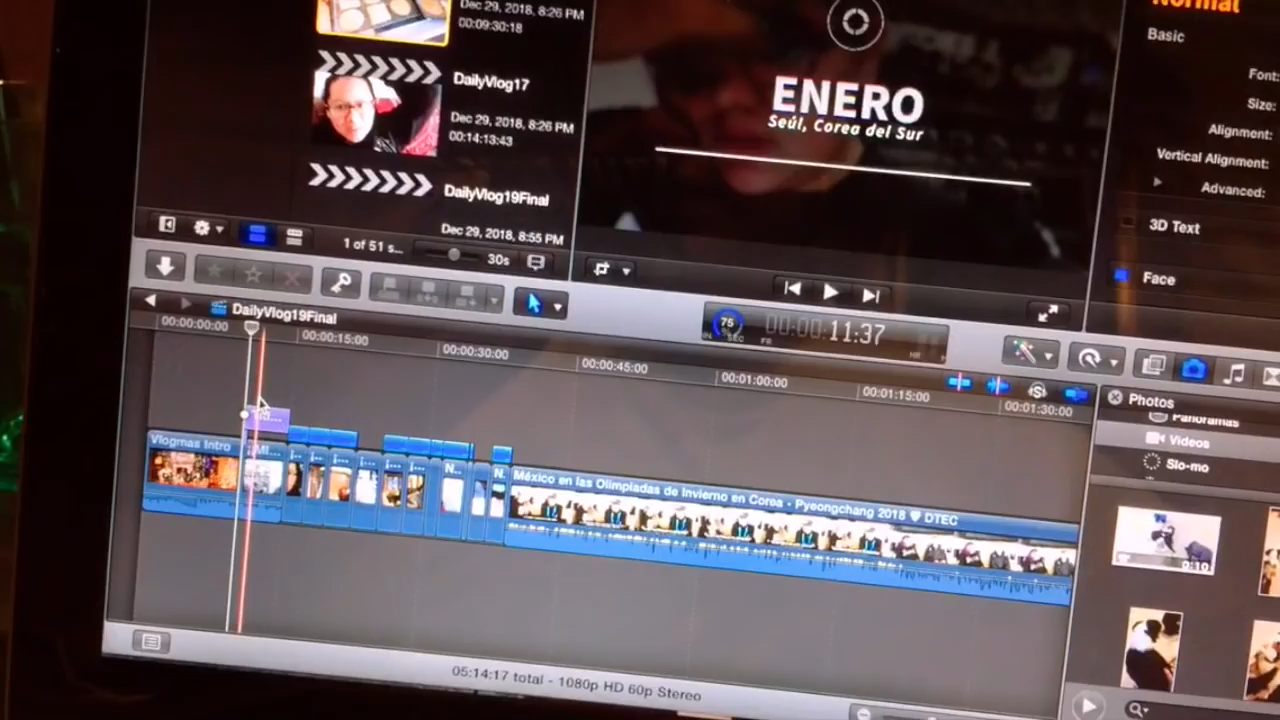 Dec 29, 2018, 8:26 PM
00:09:30:18
DailyVlog17
Dec 29, 2018, 8:26 PM
00:14:13:43
DailyVlog19Final
Dec 29, 2018, 8:55 PM
1 of 51 s...
30s
ENERO
Seúl, Corea del Sur
Normal
Basic
Font:
Size:
Alignment:
Vertical Alignment:
Advanced:
3D Text
Face
DailyVlog19Final
75
00:00:11:37
HR
FR
SEC
00:00:00:00
00:00:15:00
00:00:30:00
00:00:45:00
00:01:00:00
00:01:15:00
00:01:30:00
Vlogmas Intro
N...
N.
México en las Olimpiadas de Invierno en Corea - Pyeongchang 2018 ♥ DTEC
Photos
Panoramas
Videos
Slo-mo
0:10
05:14:17 total - 1080p HD 60p Stereo